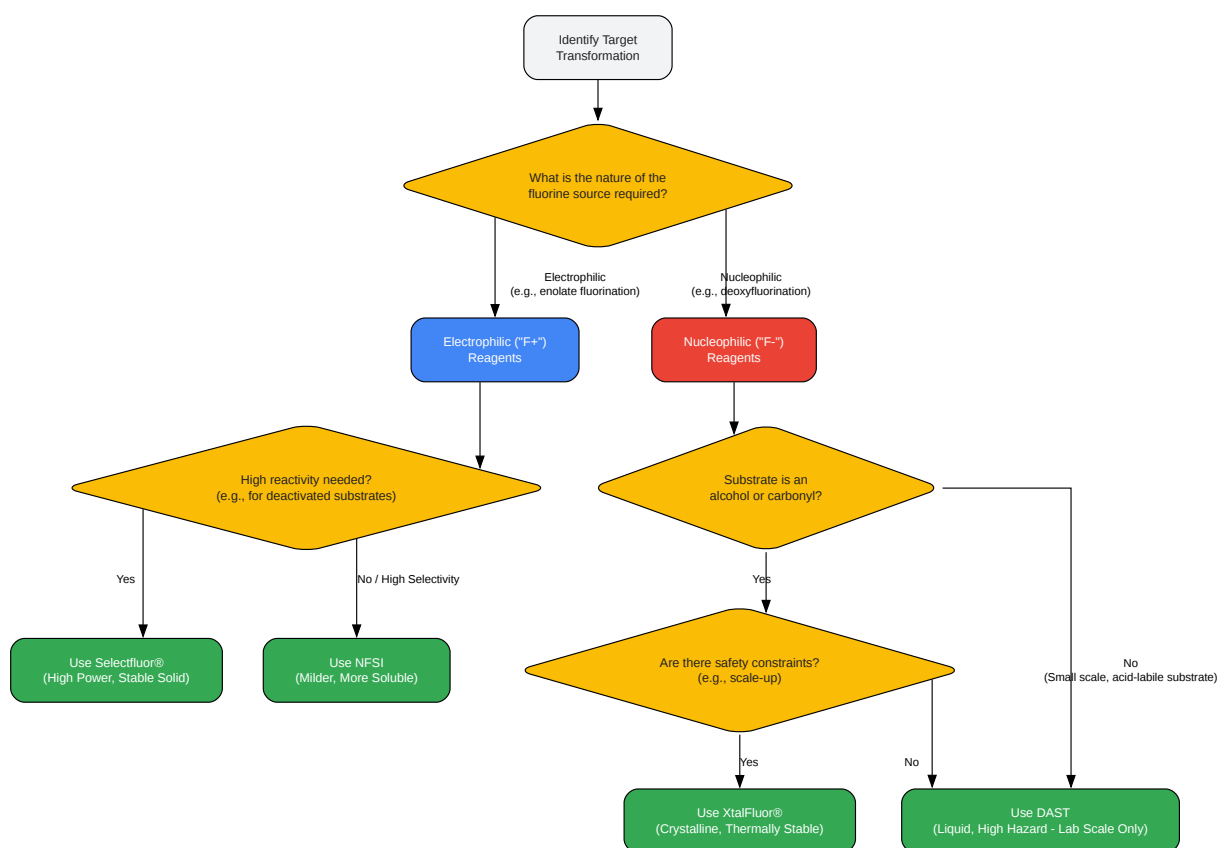 Identify Target
Transformation
What is the nature of the
fluorine source required?
Electrophilic
(e.g., enolate fluorination)
Nucleophilic
(e.g., deoxyfluorination)
Electrophilic ("F+")
Reagents
Nucleophilic ("F-")
Reagents
High reactivity needed?
(e.g., for deactivated substrates)
Substrate is an
alcohol or carbonyl?
Yes
No / High Selectivity
Yes
Use Selectfluor®
(High Power, Stable Solid)
Use NFSI
(Milder, More Soluble)
Are there safety constraints?
(e.g., scale-up)
No
(Small scale, acid-labile substrate)
Yes
No
Use XtalFluor®
(Crystalline, Thermally Stable)
Use DAST
(Liquid, High Hazard - Lab Scale Only)